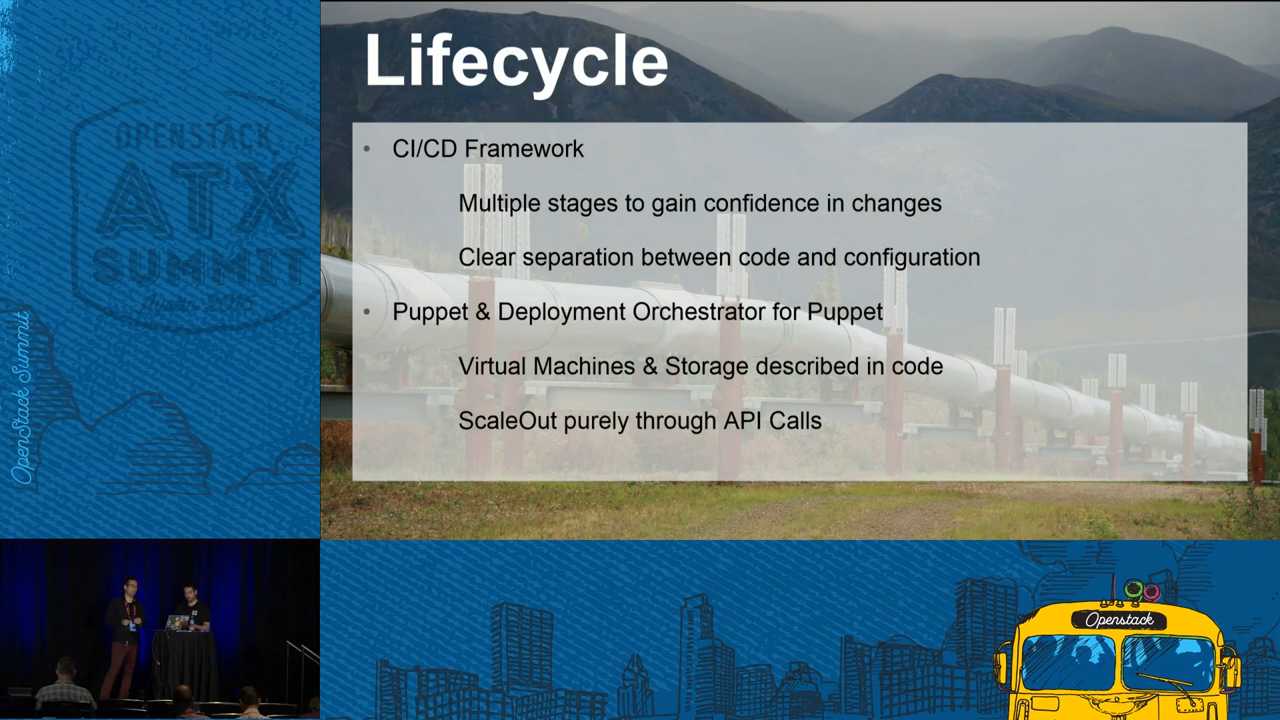 Lifecycle
• CI/CD Framework
Multiple stages to gain confidence in changes
Clear separation between code and configuration
• Puppet & Deployment Orchestrator for Puppet
Virtual Machines & Storage described in code
ScaleOut purely through API Calls
OPENSTACK
ATX
SUMMIT
Austin 2016
OpenStack Summit
Openstack